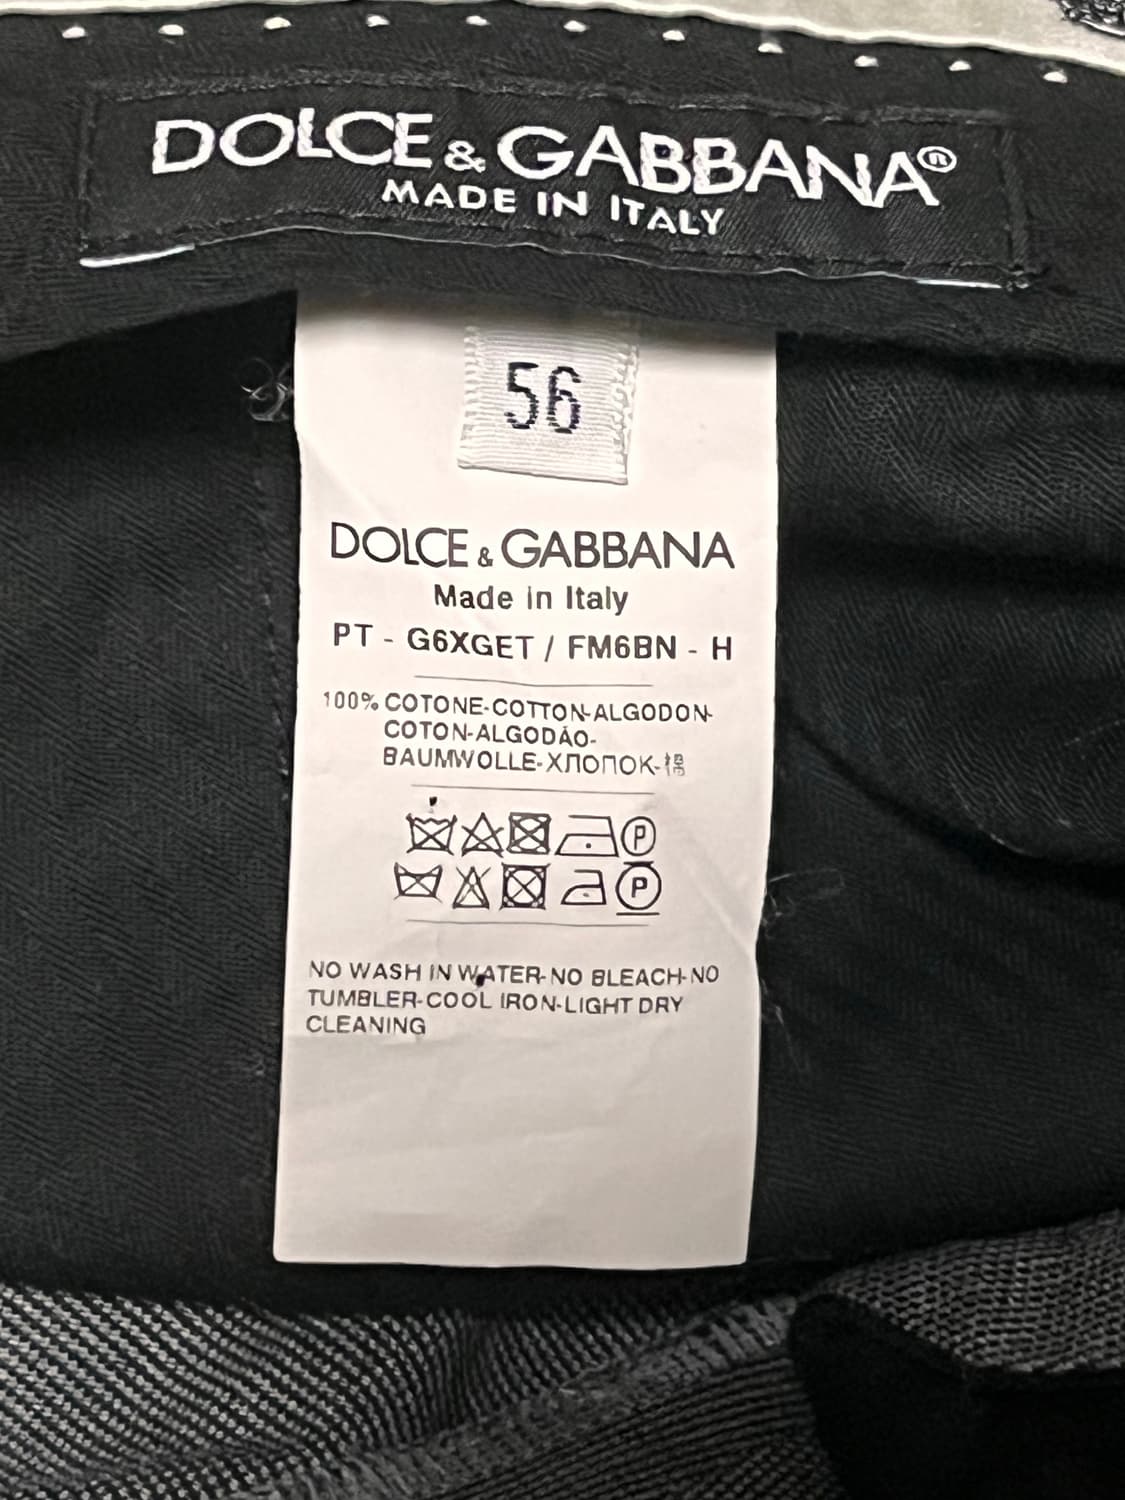 DOLCE & GABBANA®
MADE IN ITALY
56
DOLCE & GABBANA
Made in Italy
PT - G6XGET / FM6BN - H
100% COTONE-COTTON-ALGODON-
COTON-ALGODÃO-
BAUMWOLLE-ХЛОПОК-棉
P
P
NO WASH IN WATER-NO BLEACH-NO
TUMBLER-COOL IRON-LIGHT DRY
CLEANING